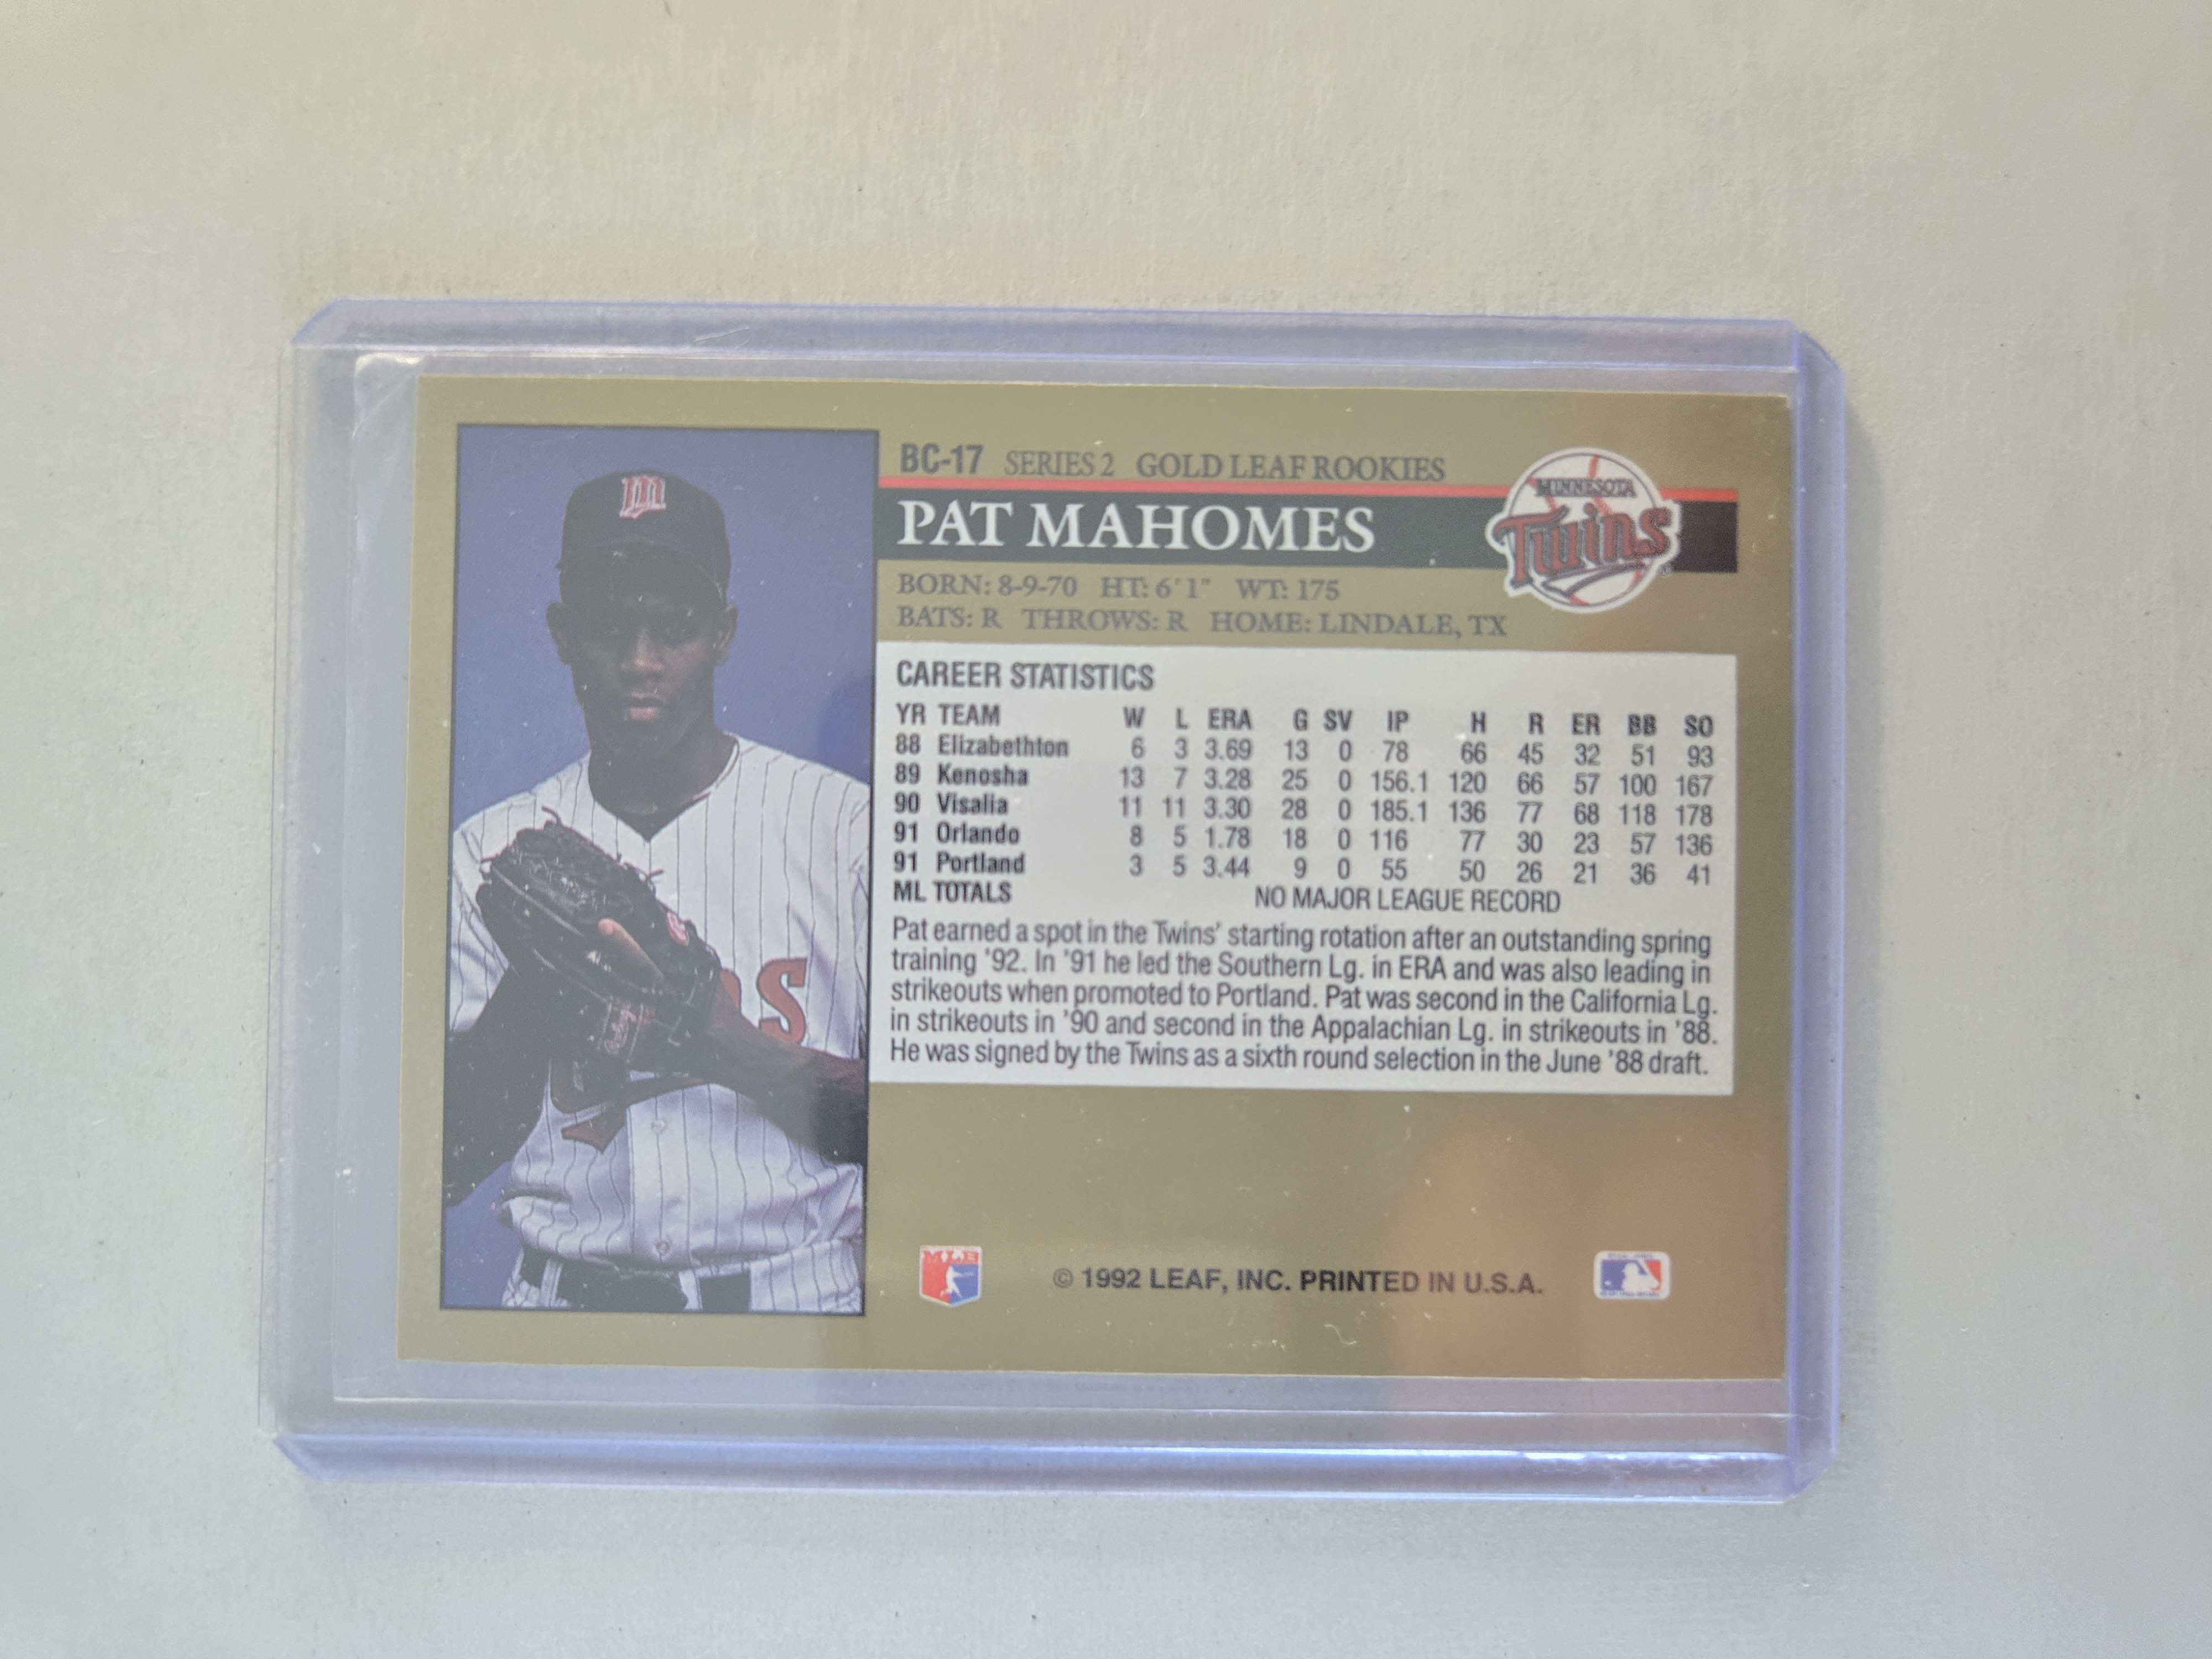 BC-17 SERIES 2 GOLD LEAF ROOKIES
PAT MAHOMES
MINNESOTA
Twins
BORN: 8-9-70 HT: 6' 1" WT: 175
BATS: R THROWS: R HOME: LINDALE, TX
CAREER STATISTICS
YR TEAM W L ERA G SV IP H R ER BB SO
88 Elizabethton 6 3 3.69 13 0 78 66 45 32 51 93
89 Kenosha 13 7 3.28 25 0 156.1 120 66 57 100 167
90 Visalia 11 11 3.30 28 0 185.1 136 77 68 118 178
91 Orlando 8 5 1.78 18 0 116 77 30 23 57 136
91 Portland 3 5 3.44 9 0 55 50 26 21 36 41
ML TOTALS NO MAJOR LEAGUE RECORD
Pat earned a spot in the Twins' starting rotation after an outstanding spring
training '92. In '91 he led the Southern Lg. in ERA and was also leading in
strikeouts when promoted to Portland. Pat was second in the California Lg.
in strikeouts in '90 and second in the Appalachian Lg. in strikeouts in '88.
He was signed by the Twins as a sixth round selection in the June '88 draft.
MLB
© 1992 LEAF, INC. PRINTED IN U.S.A.